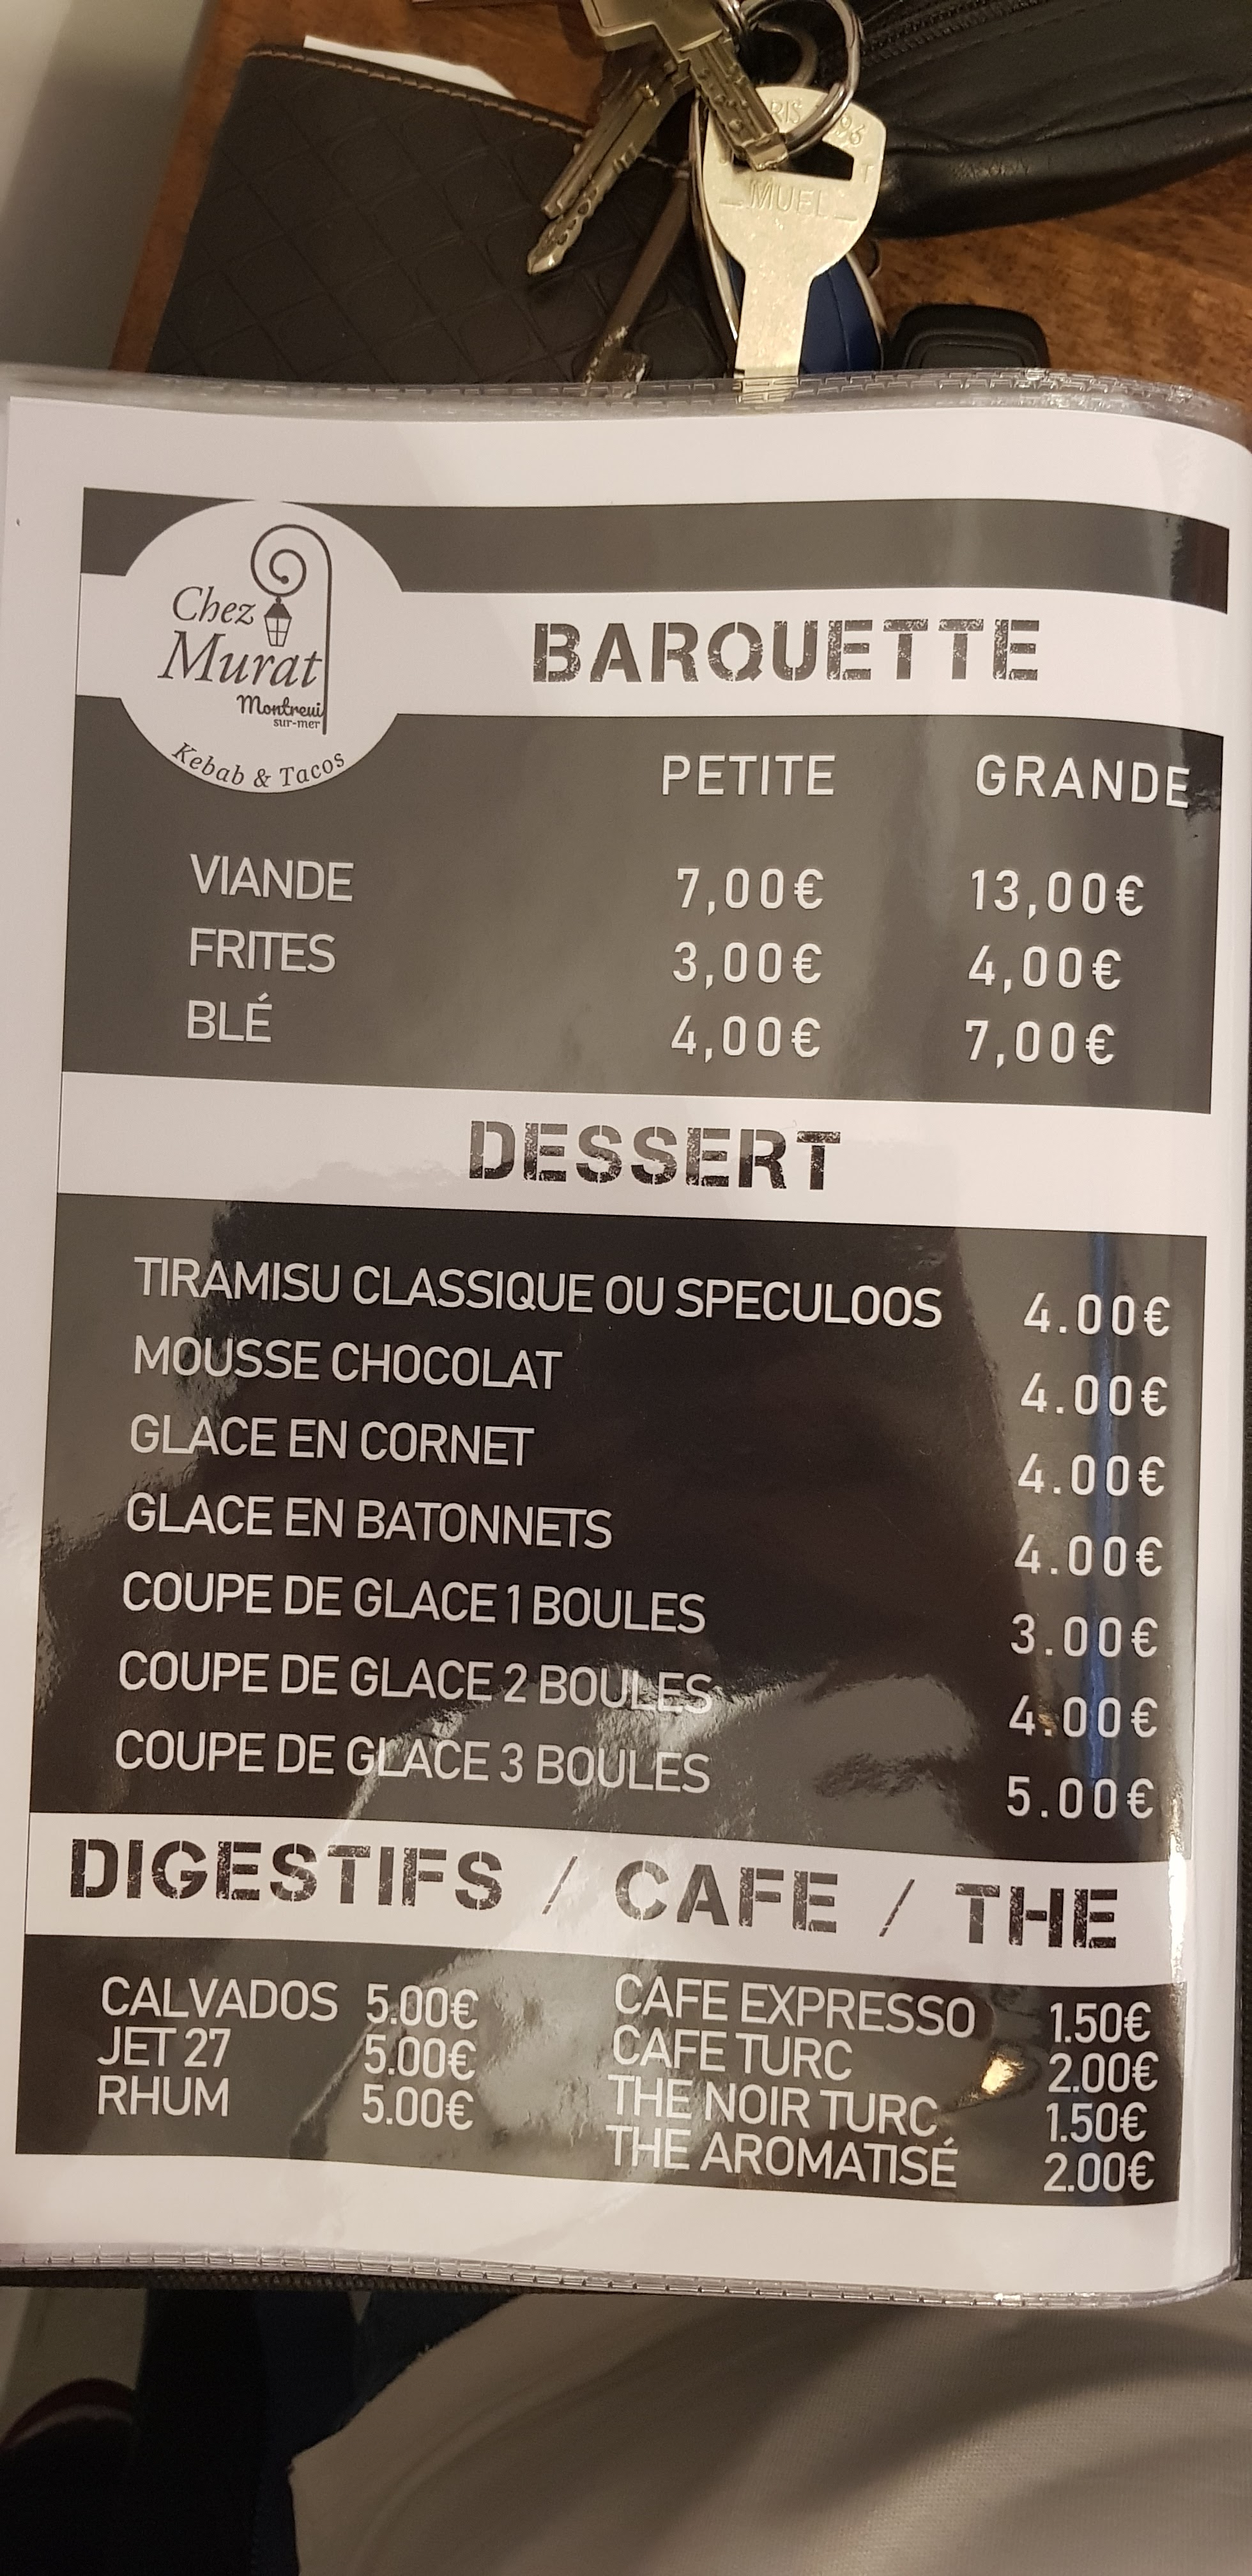 RIS 96
MUEL
Chez
Murat
Montreuil
sur-mer
Kebab & Tacos
BARQUETTE
PETITE GRANDE
VIANDE 7,00€ 13,00€
FRITES 3,00€ 4,00€
BLÉ 4,00€ 7,00€
DESSERT
TIRAMISU CLASSIQUE OU SPECULOOS 4.00€
MOUSSE CHOCOLAT 4.00€
GLACE EN CORNET 4.00€
GLACE EN BATONNETS 4.00€
COUPE DE GLACE 1 BOULES 3.00€
COUPE DE GLACE 2 BOULES 4.00€
COUPE DE GLACE 3 BOULES 5.00€
DIGESTIFS / CAFE / THE
CALVADOS 5.00€ CAFE EXPRESSO 1.50€
JET 27 5.00€ CAFE TURC 2.00€
RHUM 5.00€ THE NOIR TURC 1.50€
THE AROMATISÉ 2.00€